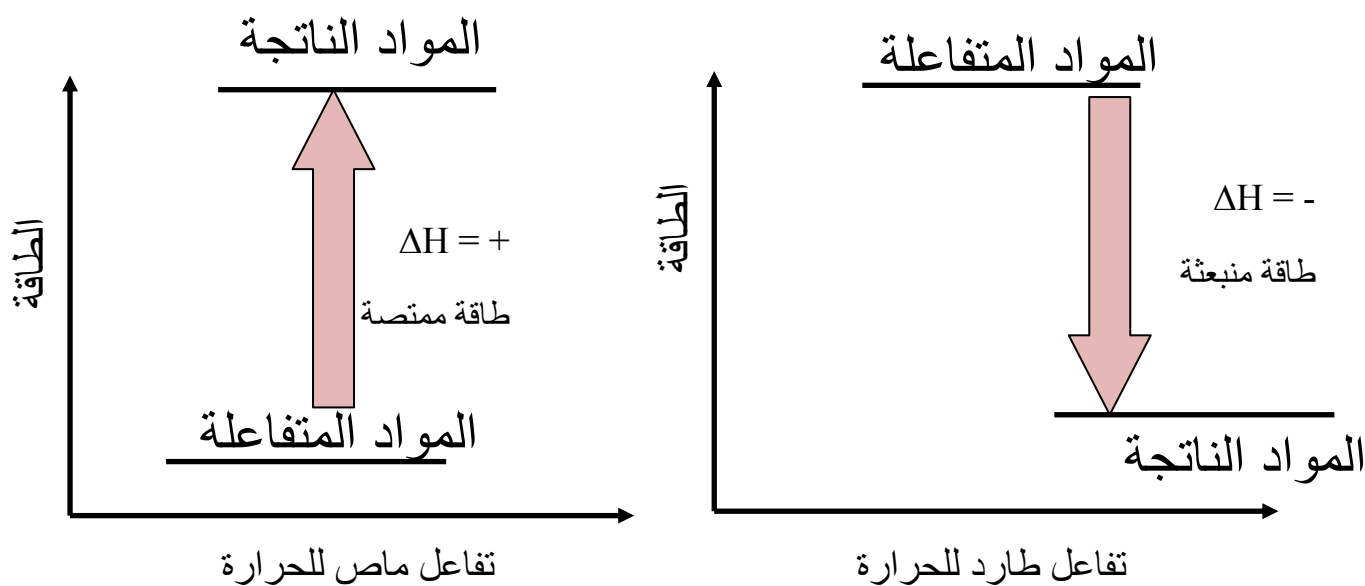 المواد الناتجة
الطاقة
ΔH = +
طاقة ممتصة
المواد المتفاعلة
تفاعل ماص للحرارة
المواد المتفاعلة
الطاقة
ΔH = -
طاقة منبعثة
المواد الناتجة
تفاعل طارد للحرارة